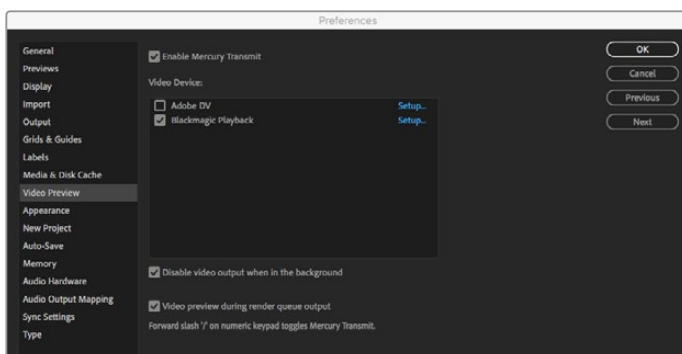 Preferences
General
Previews
Display
Import
Output
Grids & Guides
Labels
Media & Disk Cache
Video Preview
Appearance
New Project
Auto-Save
Memory
Audio Hardware
Audio Output Mapping
Sync Settings
Type
Enable Mercury Transmit
Video Device:
Adobe DV Setup...
Blackmagic Playback Setup...
Disable video output when in the background
Video preview during render queue output
Forward slash '/' on numeric keypad toggles Mercury Transmit.
OK
Cancel
Previous
Next